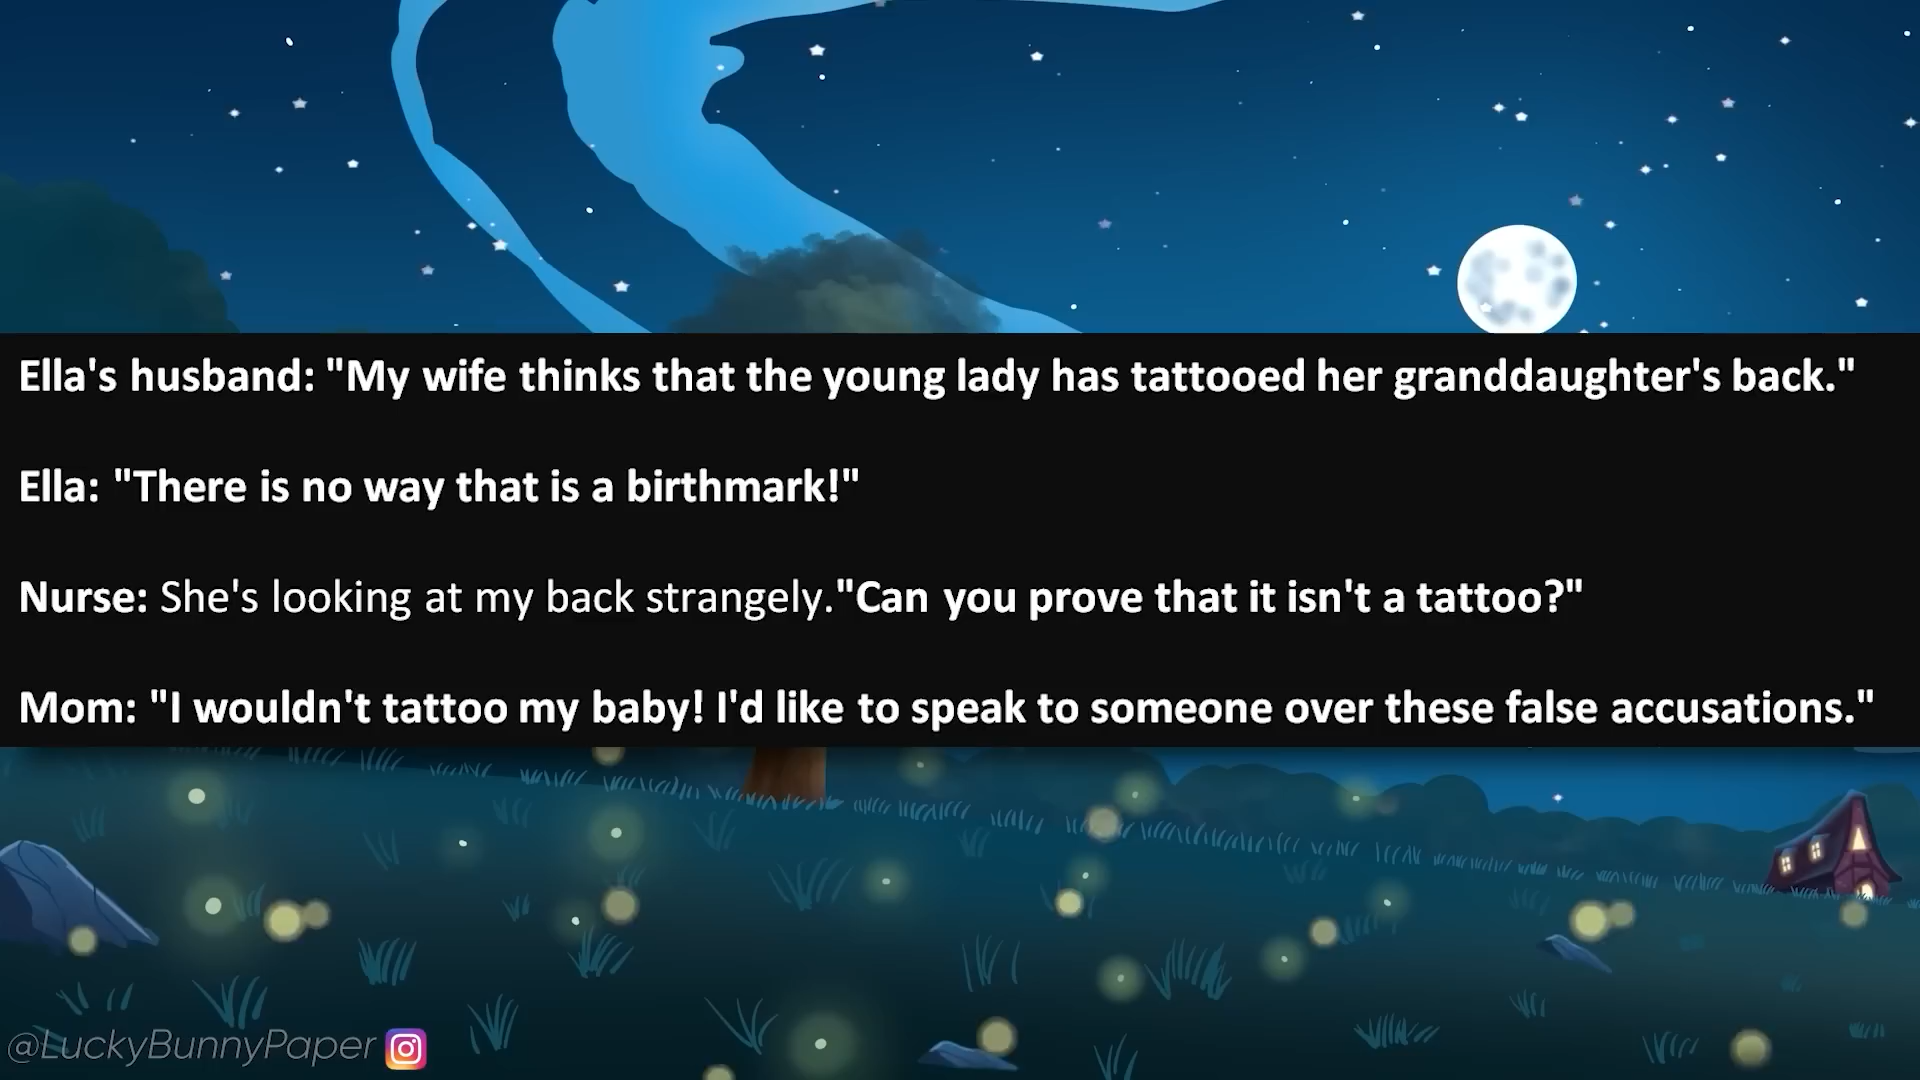 Ella's husband: "My wife thinks that the young lady has tattooed her granddaughter's back."
Ella: "There is no way that is a birthmark!"
Nurse: She's looking at my back strangely."Can you prove that it isn't a tattoo?"
Mom: "I wouldn't tattoo my baby! I'd like to speak to someone over these false accusations."
@LuckyBunnyPaper